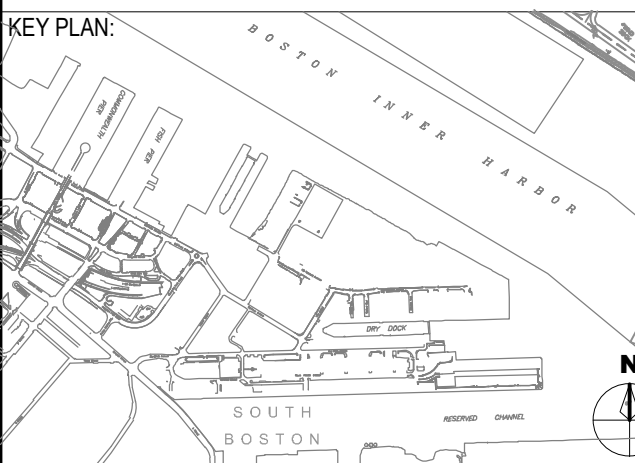 KEY PLAN:
BOSTON INNER HARBOR
COMMONWEALTH
PIER
FISH
PIER
DRY DOCK
SOUTH
BOSTON
RESERVED CHANNEL
N